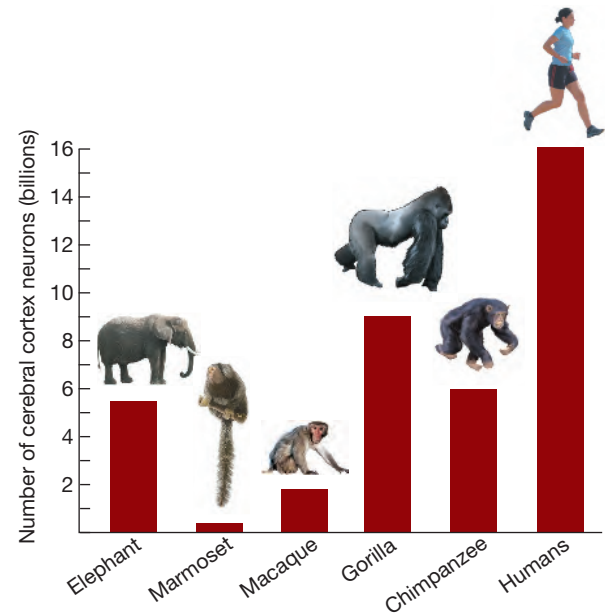 Number of cerebral cortex neurons (billions)
16
14
12
10
8
6
4
2
Elephant
Marmoset
Macaque
Gorilla
Chimpanzee
Humans